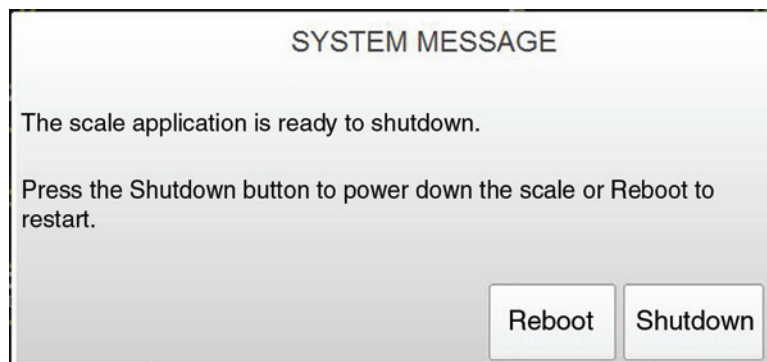 SYSTEM MESSAGE
The scale application is ready to shutdown.
Press the Shutdown button to power down the scale or Reboot to
restart.
Reboot
Shutdown